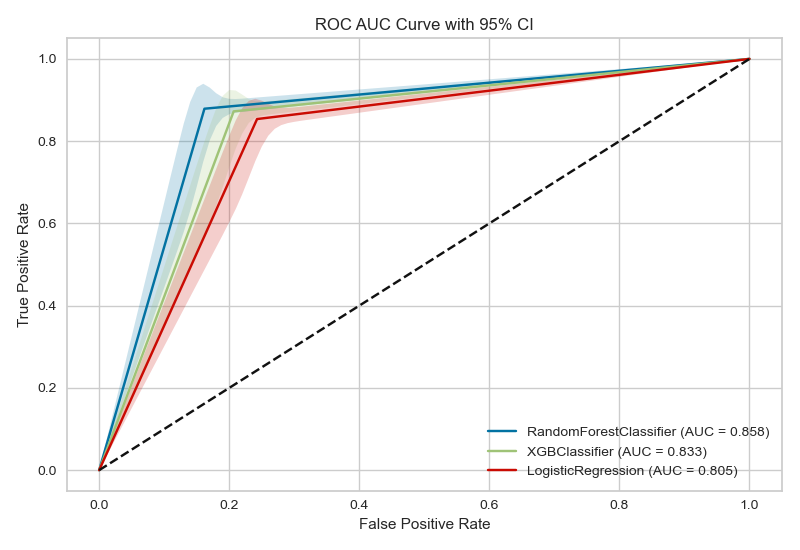 ROC AUC Curve with 95% CI
True Positive Rate
1.0
0.8
0.6
0.4
0.2
0.0
RandomForestClassifier (AUC = 0.858)
XGBClassifier (AUC = 0.833)
LogisticRegression (AUC = 0.805)
0.0 0.2 0.4 0.6 0.8 1.0
False Positive Rate